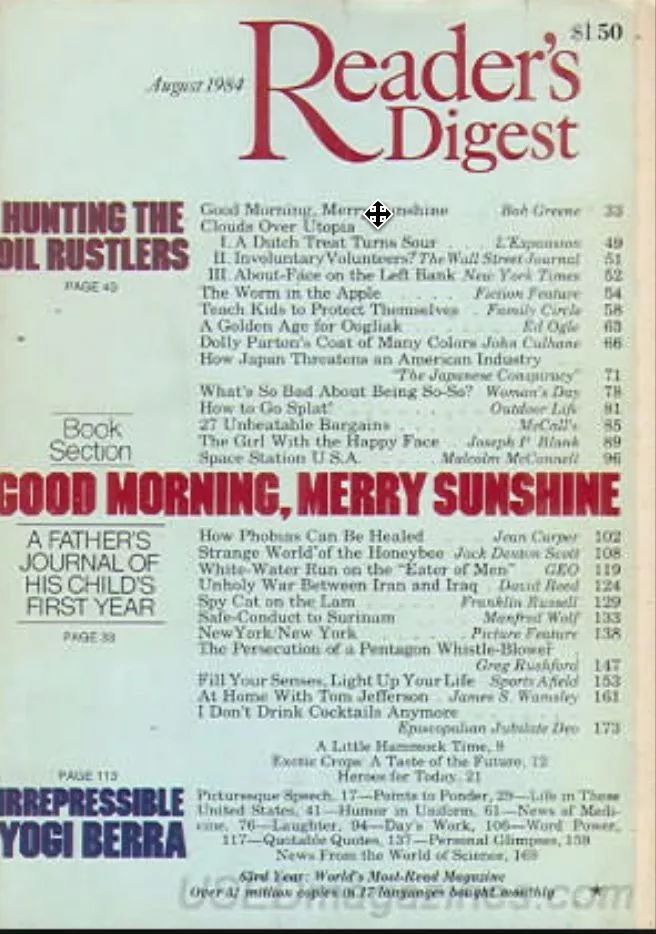 $1.50
August 1984
Reader's
Digest
HUNTING THE
OIL RUSTLERS
PAGE 43
Good Morning, Merry Sunshine Bob Greene 33
Clouds Over Utopia
I. A Dutch Treat Turns Sour L'Expansion 49
II. Involuntary Volunteers? The Wall Street Journal 51
III. About-Face on the Left Bank New York Times 52
The Worm in the Apple . . . . Fiction Feature 54
Teach Kids to Protect Themselves . Family Circle 58
A Golden Age for Oogliak Ed Ogle 63
Dolly Parton's Coat of Many Colors John Culhane 66
How Japan Threatens an American Industry
"The Japanese Conspiracy" 71
What's So Bad About Being So-So? Woman's Day 78
How to Go Splat! Outdoor Life 81
27 Unbeatable Bargains . . . McCall's 85
The Girl With the Happy Face Joseph P. Blank 89
Space Station U.S.A. Malcolm McConnell 96
Book
Section
GOOD MORNING, MERRY SUNSHINE
A FATHER'S
JOURNAL OF
HIS CHILD'S
FIRST YEAR
PAGE 33
How Phobias Can Be Healed Jean Carper 102
Strange World of the Honeybee Jack Denton Scott 108
White-Water Run on the "Eater of Men" GEO 119
Unholy War Between Iran and Iraq David Reed 124
Spy Cat on the Lam Franklin Russell 129
Safe-Conduct to Surinam Manfred Wolf 133
New York/New York Picture Feature 138
The Persecution of a Pentagon Whistle-Blower
Greg Rushford 147
Fill Your Senses, Light Up Your Life Sports Afield 153
At Home With Tom Jefferson James S. Wamsley 161
I Don't Drink Cocktails Anymore
Episcopalian Jubilate Deo 173
A Little Hammock Time, 9
Exotic Crops: A Taste of the Future, 12
Heroes for Today, 21
PAGE 113
IRREPRESSIBLE
YOGI BERRA
Picturesque Speech, 17—Points to Ponder, 29—Life in These
United States, 41—Humor in Uniform, 61—News of Medi-
cine, 76—Laughter, 94—Day's Work, 106—Word Power,
117—Quotable Quotes, 137—Personal Glimpses, 159
News From the World of Science, 169
63rd Year: World's Most-Read Magazine
Over 31 million copies in 17 languages bought monthly
USEDmagazines.com